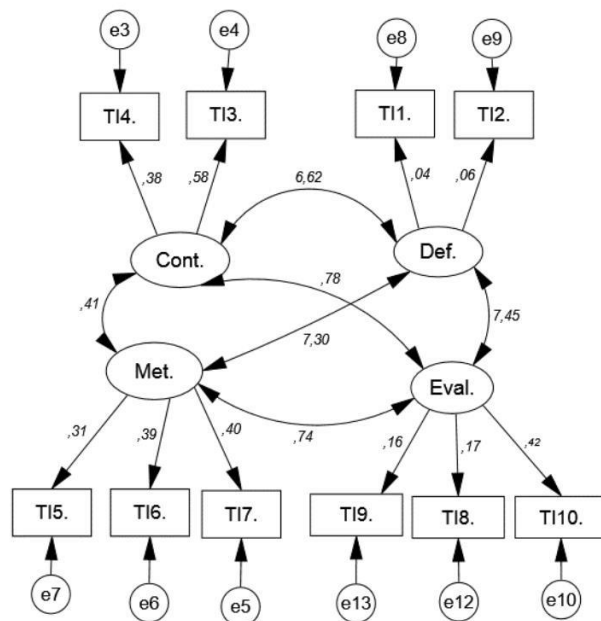 e3
e4
e8
e9
TI4.
TI3.
TI1.
TI2.
,38
,58
6,62
,04
,06
Cont.
Def.
,78
,41
7,30
7,45
Met.
Eval.
,31
,39
,40
,74
,16
,17
,42
TI5.
TI6.
TI7.
TI9.
TI8.
TI10.
e7
e6
e5
e13
e12
e10